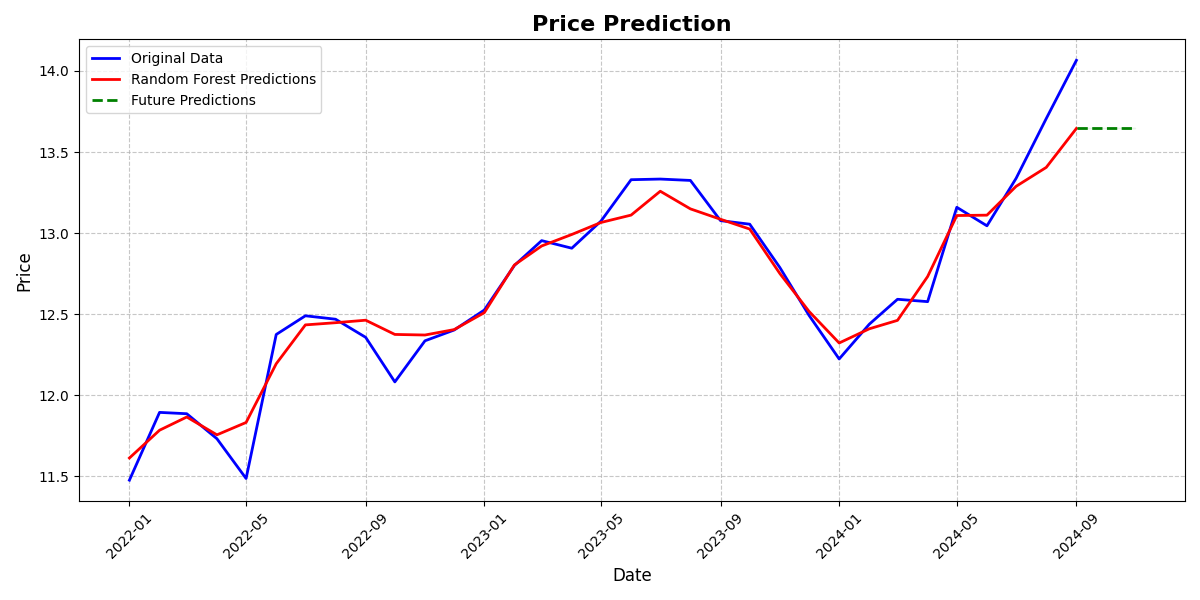 Price Prediction
Original Data
Random Forest Predictions
Future Predictions
Price
14.0
13.5
13.0
12.5
12.0
11.5
2022-01
2022-05
2022-09
2023-01
2023-05
2023-09
2024-01
2024-05
2024-09
Date